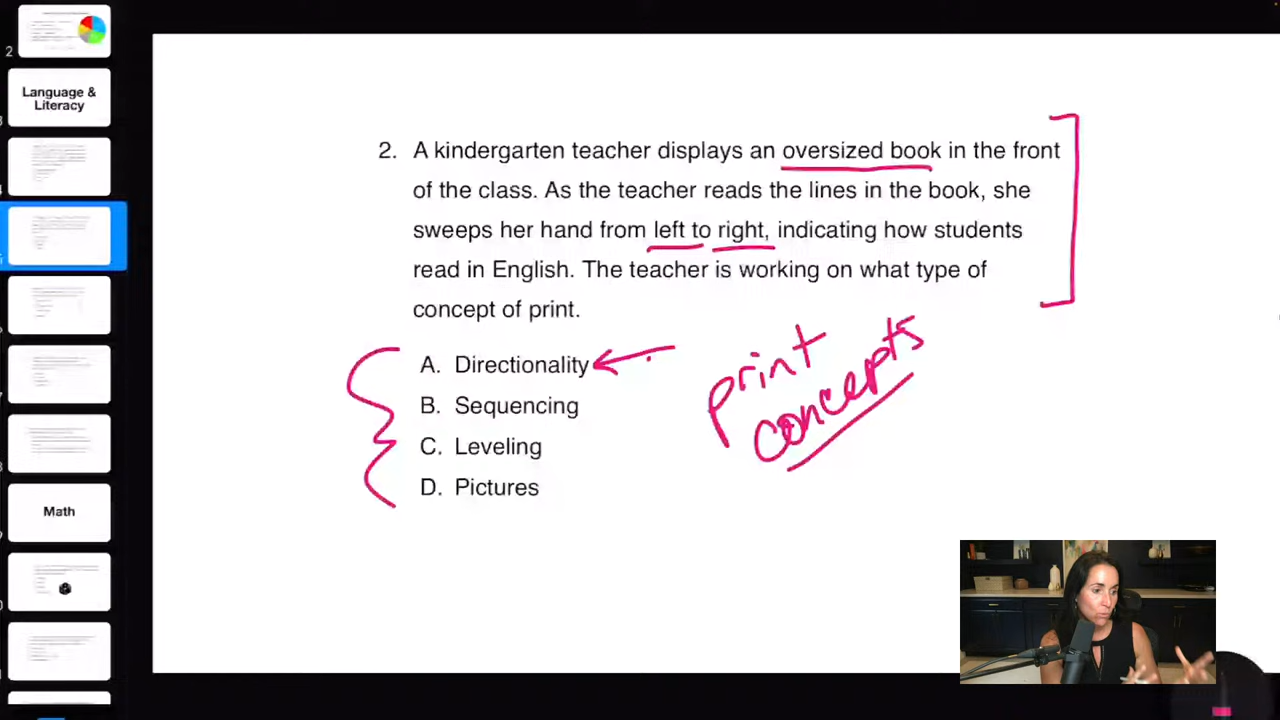 2
Language &
Literacy
Math
2. A kindergarten teacher displays an oversized book in the front
of the class. As the teacher reads the lines in the book, she
sweeps her hand from left to right, indicating how students
read in English. The teacher is working on what type of
concept of print.
A. Directionality
B. Sequencing
C. Leveling
D. Pictures
print
concepts